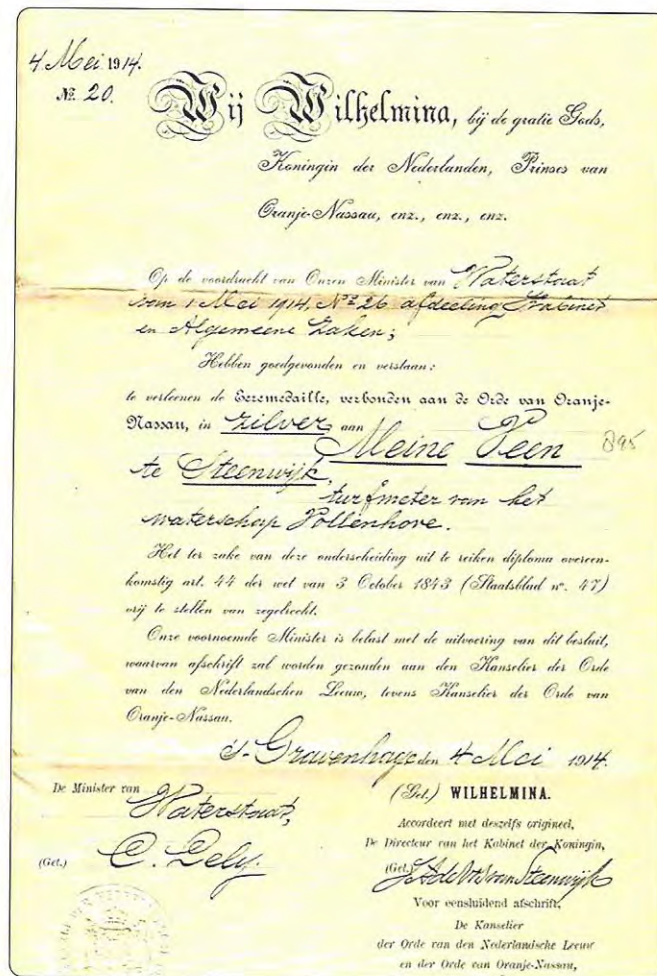 4 Mei 1914.
No. 20.
Wij Wilhelmina, bij de gratie Gods,
Koningin der Nederlanden, Prinses van
Oranje-Nassau, enz., enz., enz.
Op de voordracht van Onzen Minister van Waterstaat
van 1 Mei 1914, No 26 afdeeling Kabinet
en Algemeene Zaken;
Hebben goedgevonden en verstaan:
te verleenen de Eeremedaille, verbonden aan de Orde van Oranje-
Nassau, in zilver aan
Meine Veen
te Steenwijk,
turfmeter van het
waterschap Vollenhove.
Het ter zake van deze onderscheiding uit te reiken diploma overeen-
komstig art. 44 der wet van 3 October 1843 (Staatsblad no. 47)
vrij te stellen van zegelrecht.
Onze voornoemde Minister is belast met de uitvoering van dit besluit,
waarvan afschrift zal worden gezonden aan den Kanselier der Orde
van den Nederlandschen Leeuw, tevens Kanselier der Orde van
Oranje-Nassau.
's-Gravenhage den 4 Mei 1914.
De Minister van
Waterstaat,
(Get.) C. Lely.
(Get.) WILHELMINA.
Accordeert met deszelfs origineel,
De Directeur van het Kabinet der Koningin,
(Get.) de Vos van Steenwijk
Voor eensluidend afschrift,
De Kanselier
der Orde van den Nederlandsche Leeuw
en der Orde van Oranje-Nassau,